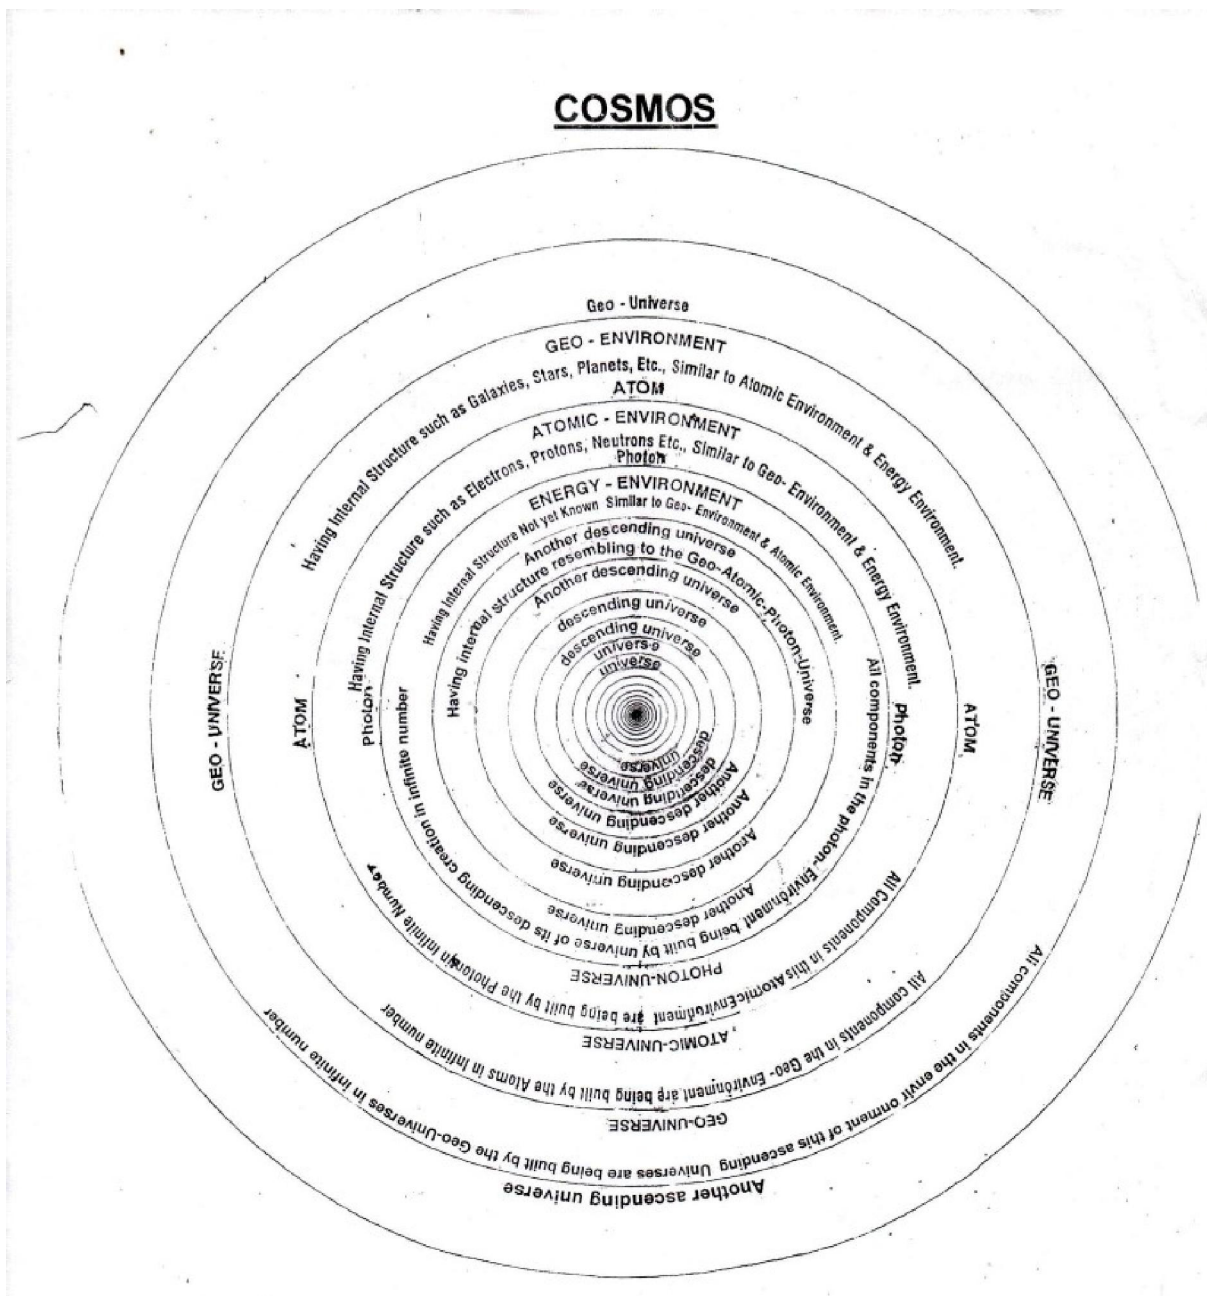 COSMOS
Geo - Universe
GEO - ENVIRONMENT
Having Internal Structure such as Galaxies, Stars, Planets, Etc., Similar to Atomic Environment & Energy Environment.
ATOM
ATOMIC - ENVIRONMENT
Having Internal Structure such as Electrons, Protons, Neutrons Etc., Similar to Geo- Environment & Energy Environment.
Photon
ENERGY - ENVIRONMENT
Having Internal Structure Not yet Known Similar to Geo- Environment & Atomic Environment.
Another descending universe
Having internal structure resembling to the Geo-Atomic-Photon-Universe
Another descending universe
descending universe
descending universe
universe
universe
GEO - UNIVERSE
ATOM
Photon
Photon
ATOM
GEO - UNIVERSE
universe
descending universe
descending universe
Another descending universe
Another descending universe
Another descending universe
Another descending universe
All components in the photon- Environment being built by universe of its descending creation in infinite number
PHOTON-UNIVERSE
All Components in this Atomic Environment are being built by the Photon in Infinite Number
ATOMIC-UNIVERSE
All components in the Geo- Environment are being built by the Atoms in Infinite number
GEO-UNIVERSE
All components in the envir onment of this ascending Universes are being built by the Geo-Universes in infinite number
Another ascending universe